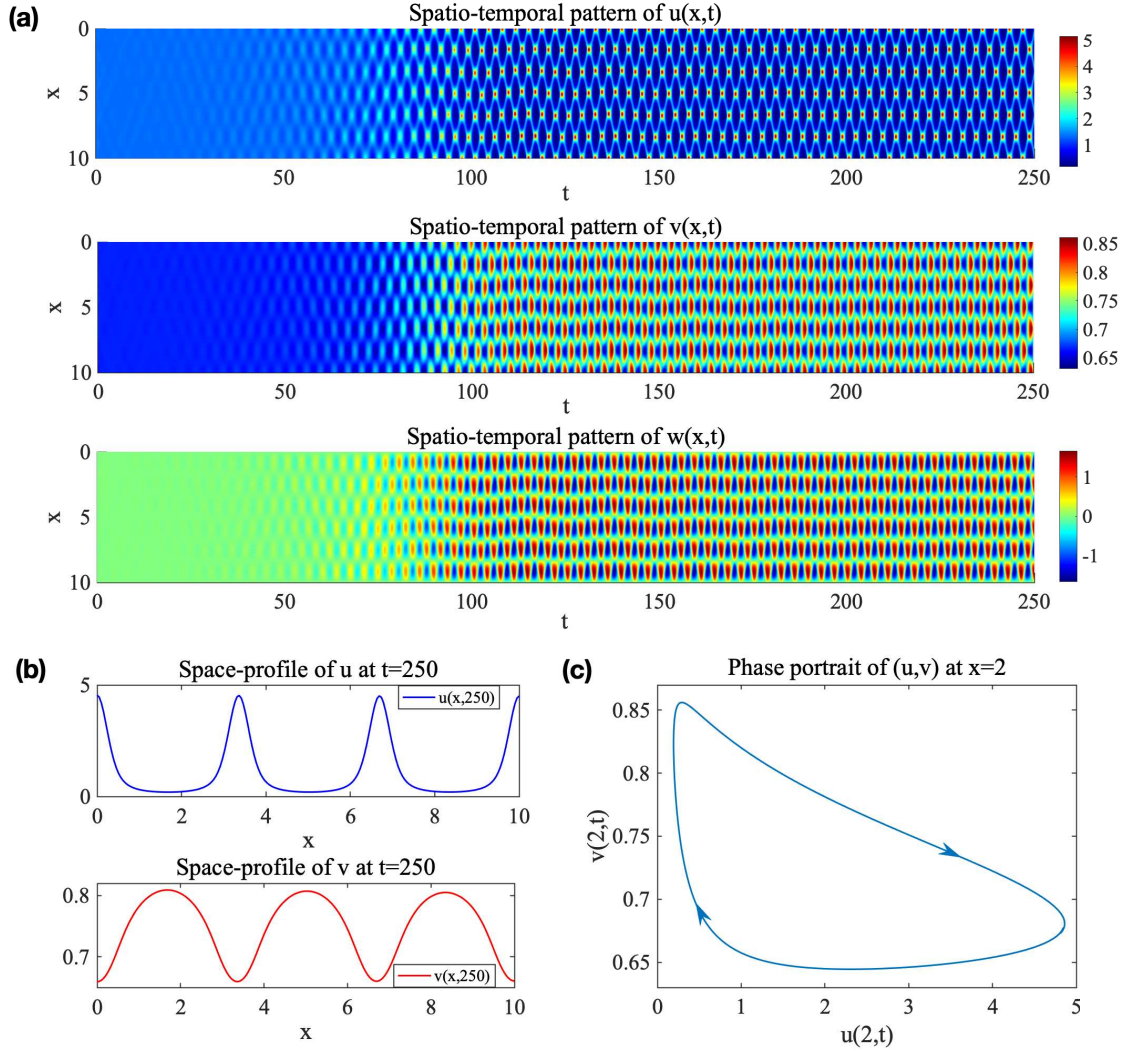 (a)
Spatio-temporal pattern of u(x,t)
0
5
10
x
0 50 100 150 200 250
t
5
4
3
2
1
Spatio-temporal pattern of v(x,t)
0
5
10
x
0 50 100 150 200 250
t
0.85
0.8
0.75
0.7
0.65
Spatio-temporal pattern of w(x,t)
0
5
10
x
0 50 100 150 200 250
t
1
0
-1
(b)
Space-profile of u at t=250
5
0
u(x,250)
0 2 4 6 8 10
x
Space-profile of v at t=250
0.8
0.7
v(x,250)
0 2 4 6 8 10
x
(c)
Phase portrait of (u,v) at x=2
0.85
0.8
0.75
0.7
0.65
v(2,t)
0 1 2 3 4 5
u(2,t)